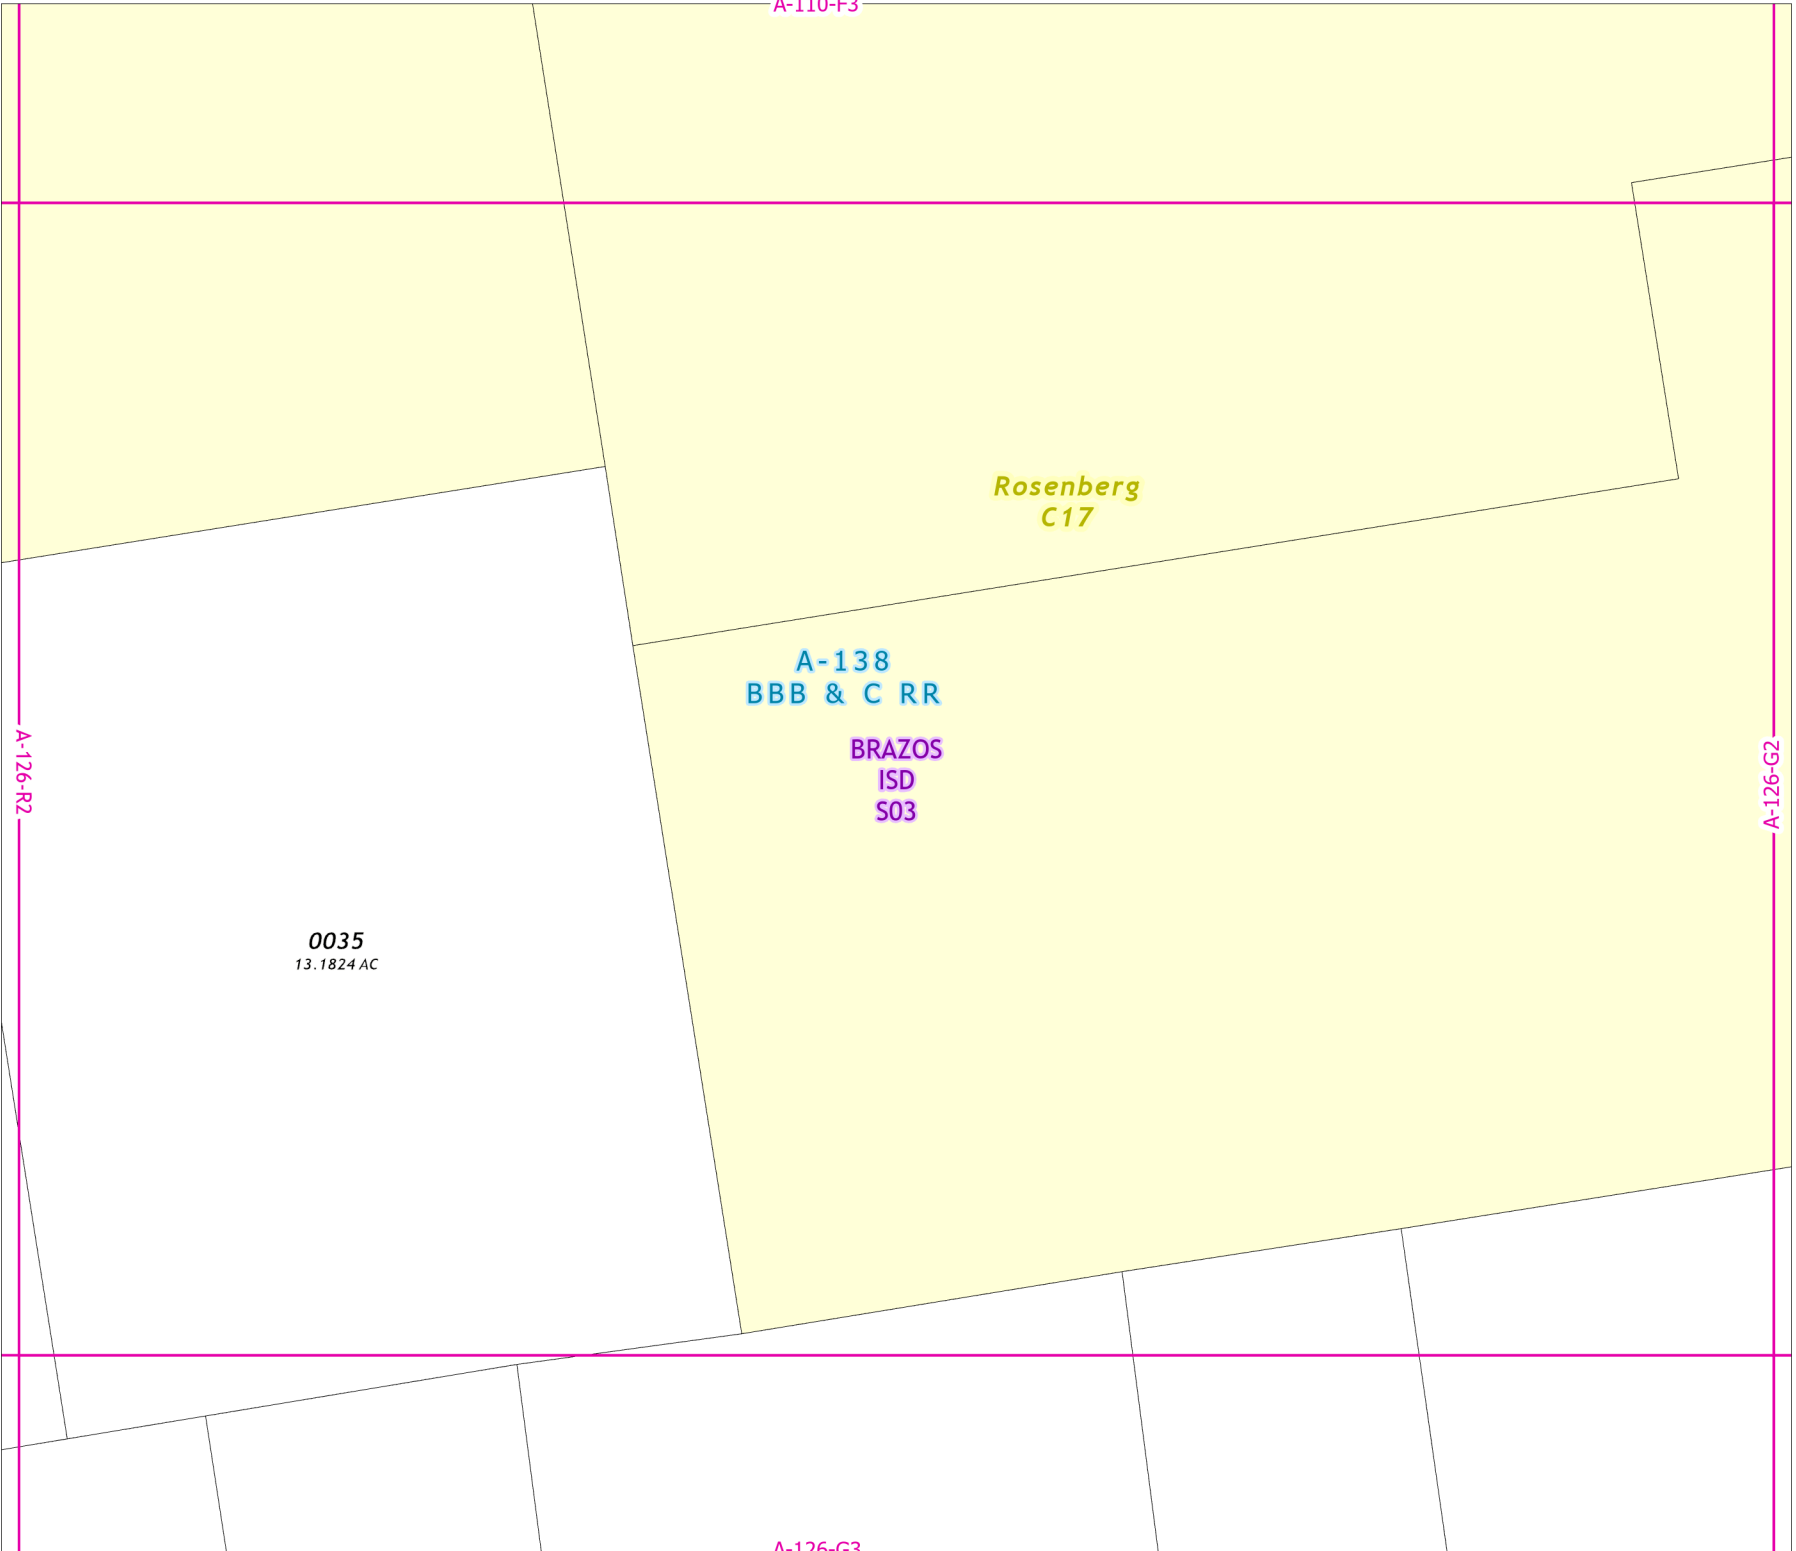 A-110-F3
Rosenberg
C17
A-138
BBB & C RR
BRAZOS
ISD
S03
A-126-R2
A-126-G2
0035
13.1824 AC
A-126-G3